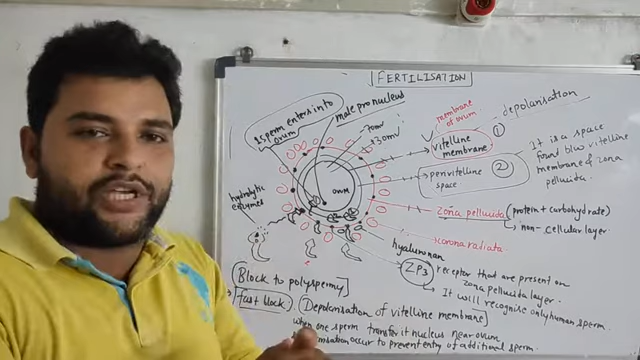 FERTILISATION
1 sperm enters into
ovum
male pronucleus
membrane
of ovum
depolarisation
-70mv
+30mv
vitelline
membrane
1
It is a space
found b/w vitelline
membrane & zona
pellucida.
perivitelline
space
2
ovum
hydrolytic
enzymes
zona pellucida (protein + carbohydrate)
non-cellular layer
corona radiata
hyaluronan
ZP3
receptor that are present on
zona pellucida layer.
It will recognise only human sperm.
Block to polyspermy
fast block
(Depolarisation of vitelline membrane)
when one sperm transfer it nucleus near ovum
occur to prevent entry of additional sperm.